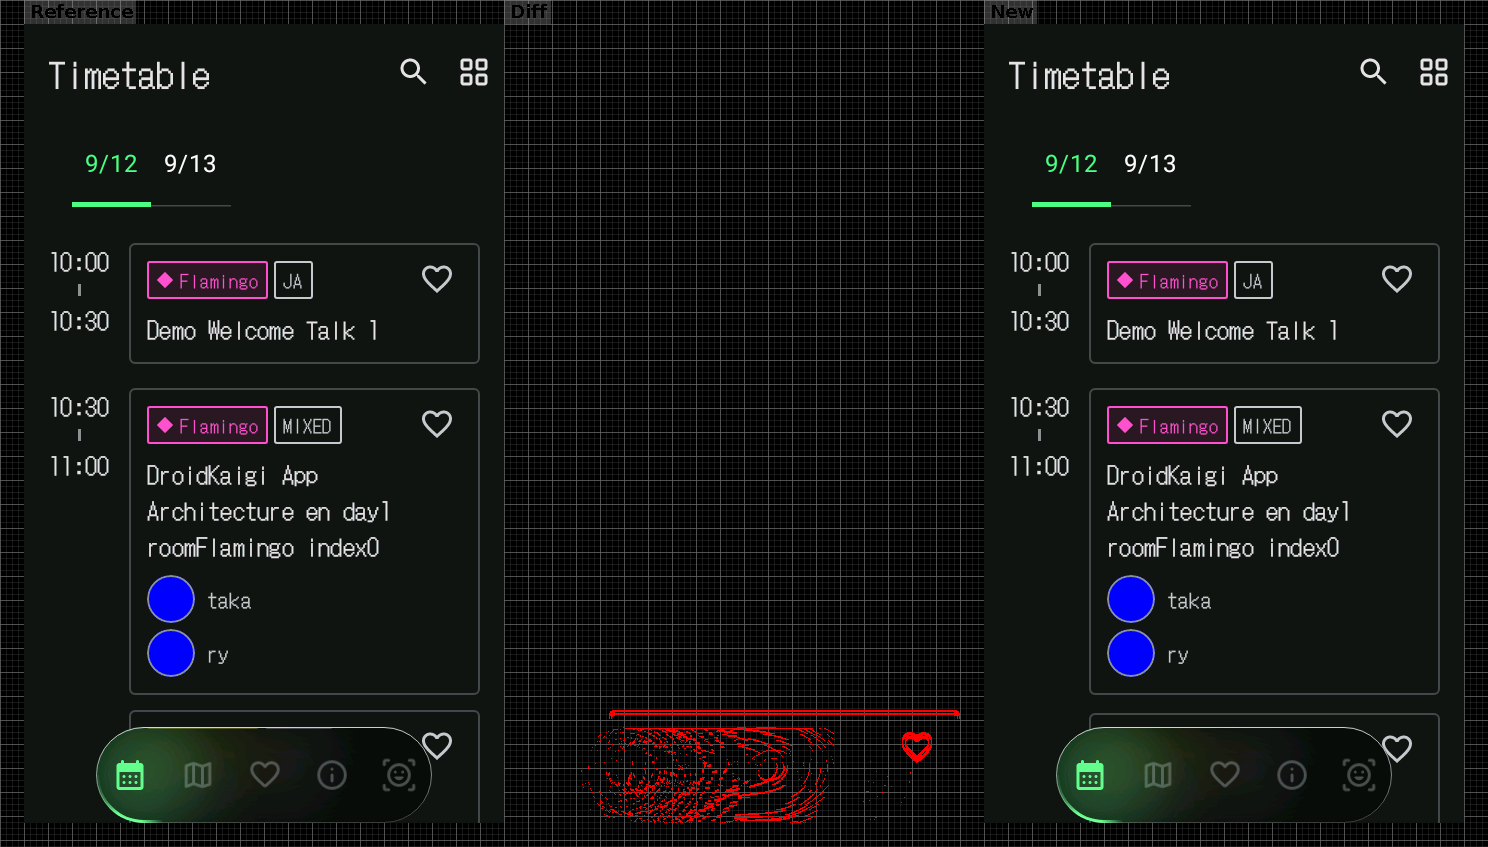 Reference
Diff
New
Timetable
9/12 9/13
10:00
10:30
Flamingo JA
Demo Welcome Talk 1
10:30
11:00
Flamingo MIXED
DroidKaigi App
Architecture en day1
roomFlamingo index0
taka
ry
Timetable
9/12 9/13
10:00
10:30
Flamingo JA
Demo Welcome Talk 1
10:30
11:00
Flamingo MIXED
DroidKaigi App
Architecture en day1
roomFlamingo index0
taka
ry